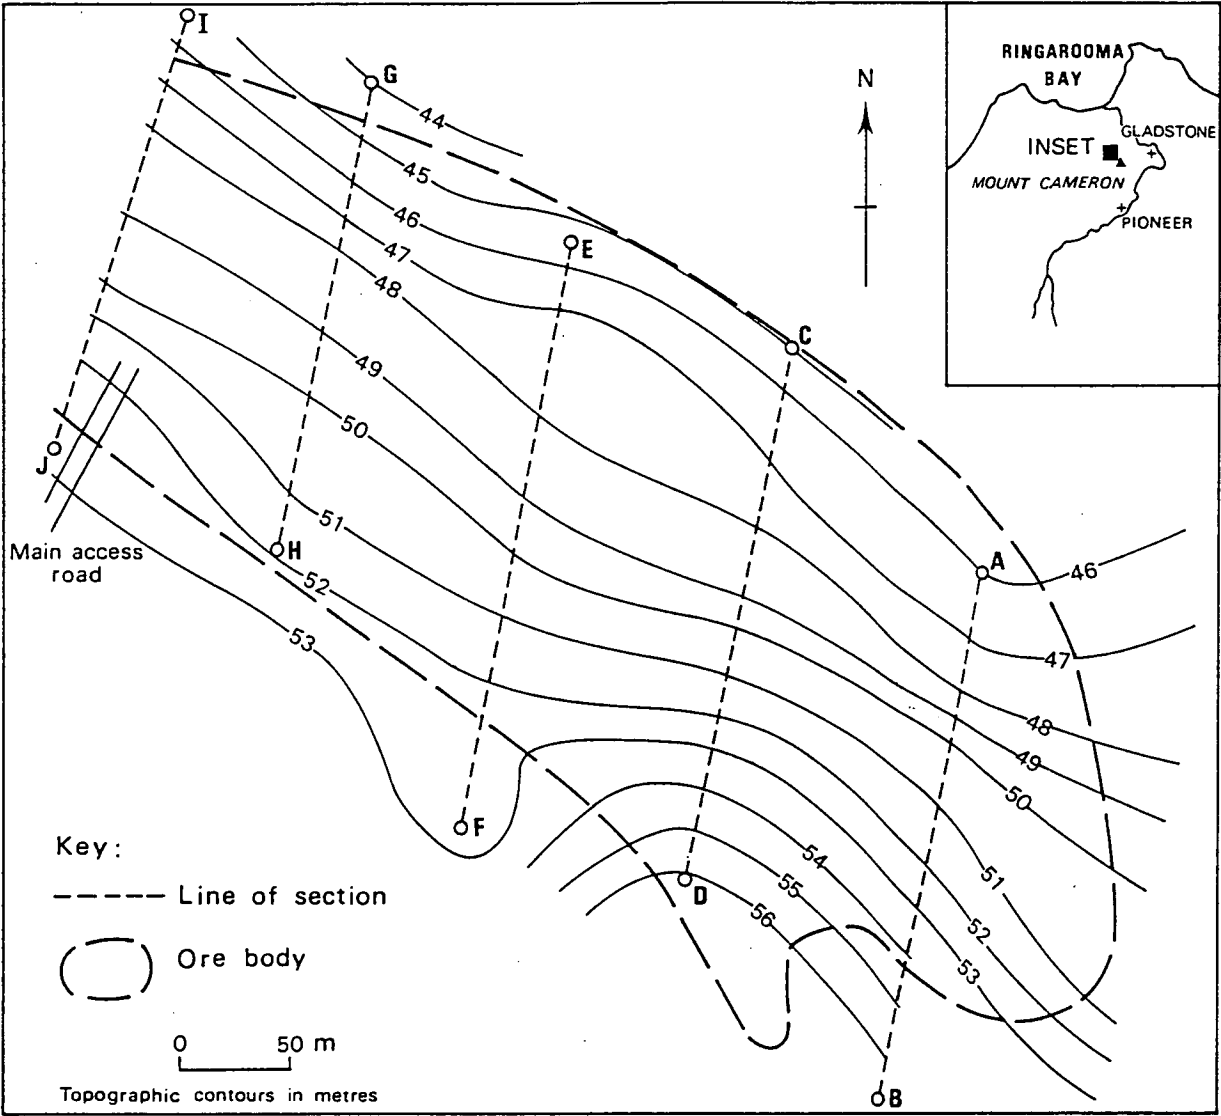 I
G
44
45
46
47
48
49
50
51
52
53
E
C
A
46
47
48
49
50
51
52
53
54
55
56
J
H
F
D
B
N
RINGAROOMA
BAY
GLADSTONE
INSET
MOUNT CAMERON
PIONEER
Main access
road
Key:
Line of section
Ore body
0 50 m
Topographic contours in metres